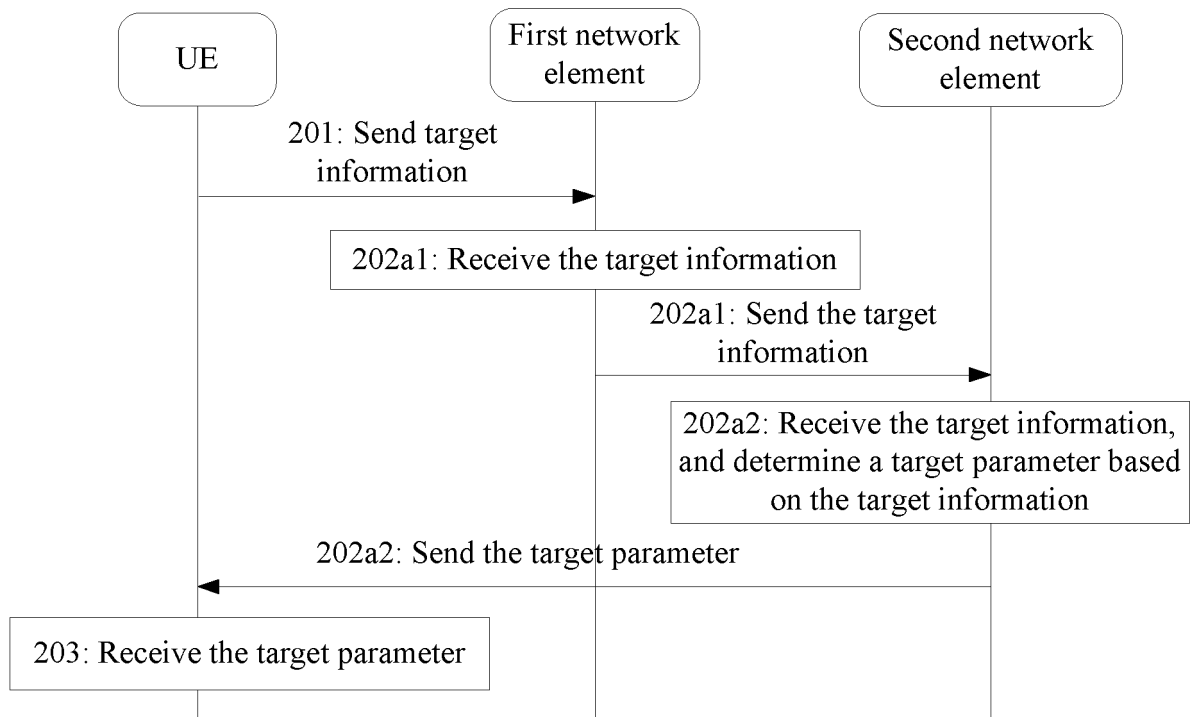 UE
First network
element
Second network
element
201: Send target
information
202a1: Receive the target information
202a1: Send the target
information
202a2: Receive the target information,
and determine a target parameter based
on the target information
202a2: Send the target parameter
203: Receive the target parameter